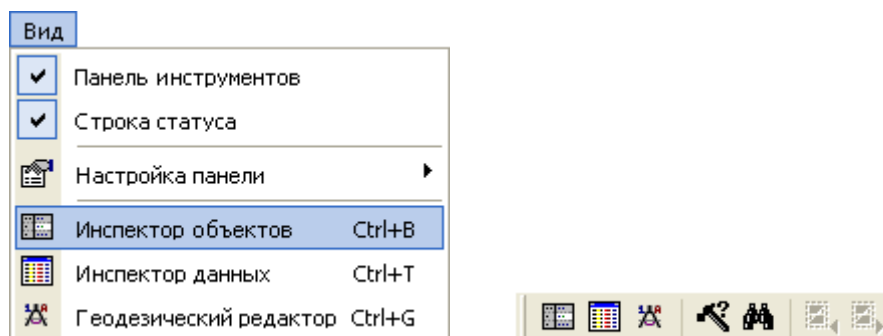 Вид
Панель инструментов
Строка статуса
Настройка панели
Инспектор объектов Ctrl+B
Инспектор данных Ctrl+T
Геодезический редактор Ctrl+G